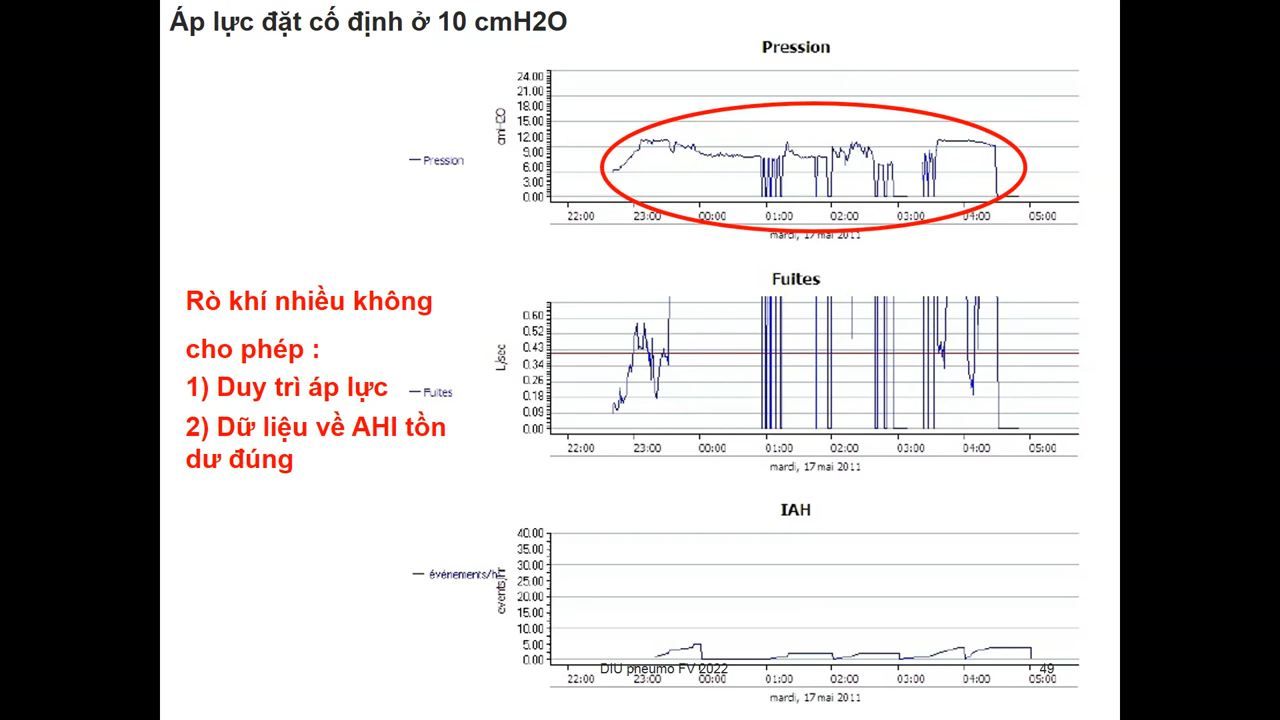 Áp lực đặt cố định ở 10 cmH2O
Pression
24.00
21.00
18.00
15.00
12.00
9.00
6.00
3.00
0.00
cmH2O
Pression
22:00 23:00 00:00 01:00 02:00 03:00 04:00 05:00
mardi, 17 mai 2011
Rò khí nhiều không
cho phép :
1) Duy trì áp lực
2) Dữ liệu về AHI tồn
dư đúng
Fuites
0.60
0.52
0.43
0.34
0.26
0.18
0.09
0.00
L/sec
Fuites
22:00 23:00 00:00 01:00 02:00 03:00 04:00 05:00
mardi, 17 mai 2011
IAH
40.00
35.00
30.00
25.00
20.00
15.00
10.00
5.00
0.00
events/hr
événements/h
DIU pneumo FV 2022
49
22:00 23:00 00:00 01:00 02:00 03:00 04:00 05:00
mardi, 17 mai 2011